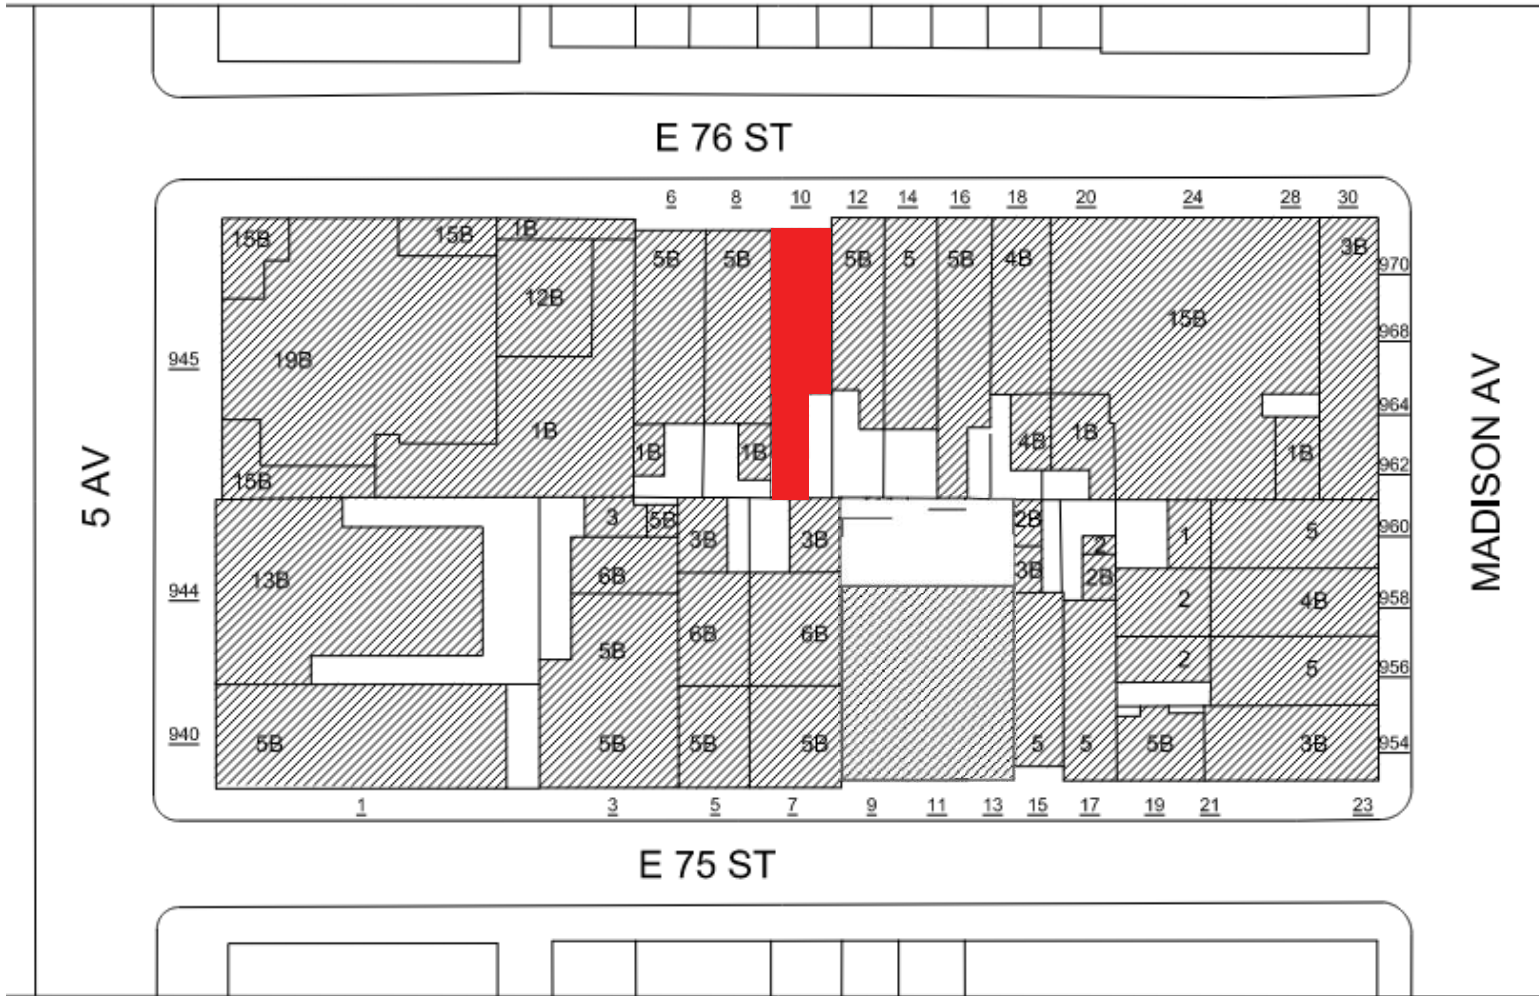 E 76 ST
6 8 10 12 14 16 18 20 24 28 30
15B 15B 1B 5B 5B 5B 5 5B 4B 3B
970
12B
15B
968
945 19B
964
1B 1B 1B 4B 1B 1B
15B
962
5 AV
MADISON AV
3 5B 3B 3B 2B 2 1 5 960
13B 6B 3B 2B
944
2 4B 958
6B 6B
5B 2 5 956
940 5B 5B 5B 5B 5 5 5B 3B 954
1 3 5 7 9 11 13 15 17 19 21 23
E 75 ST